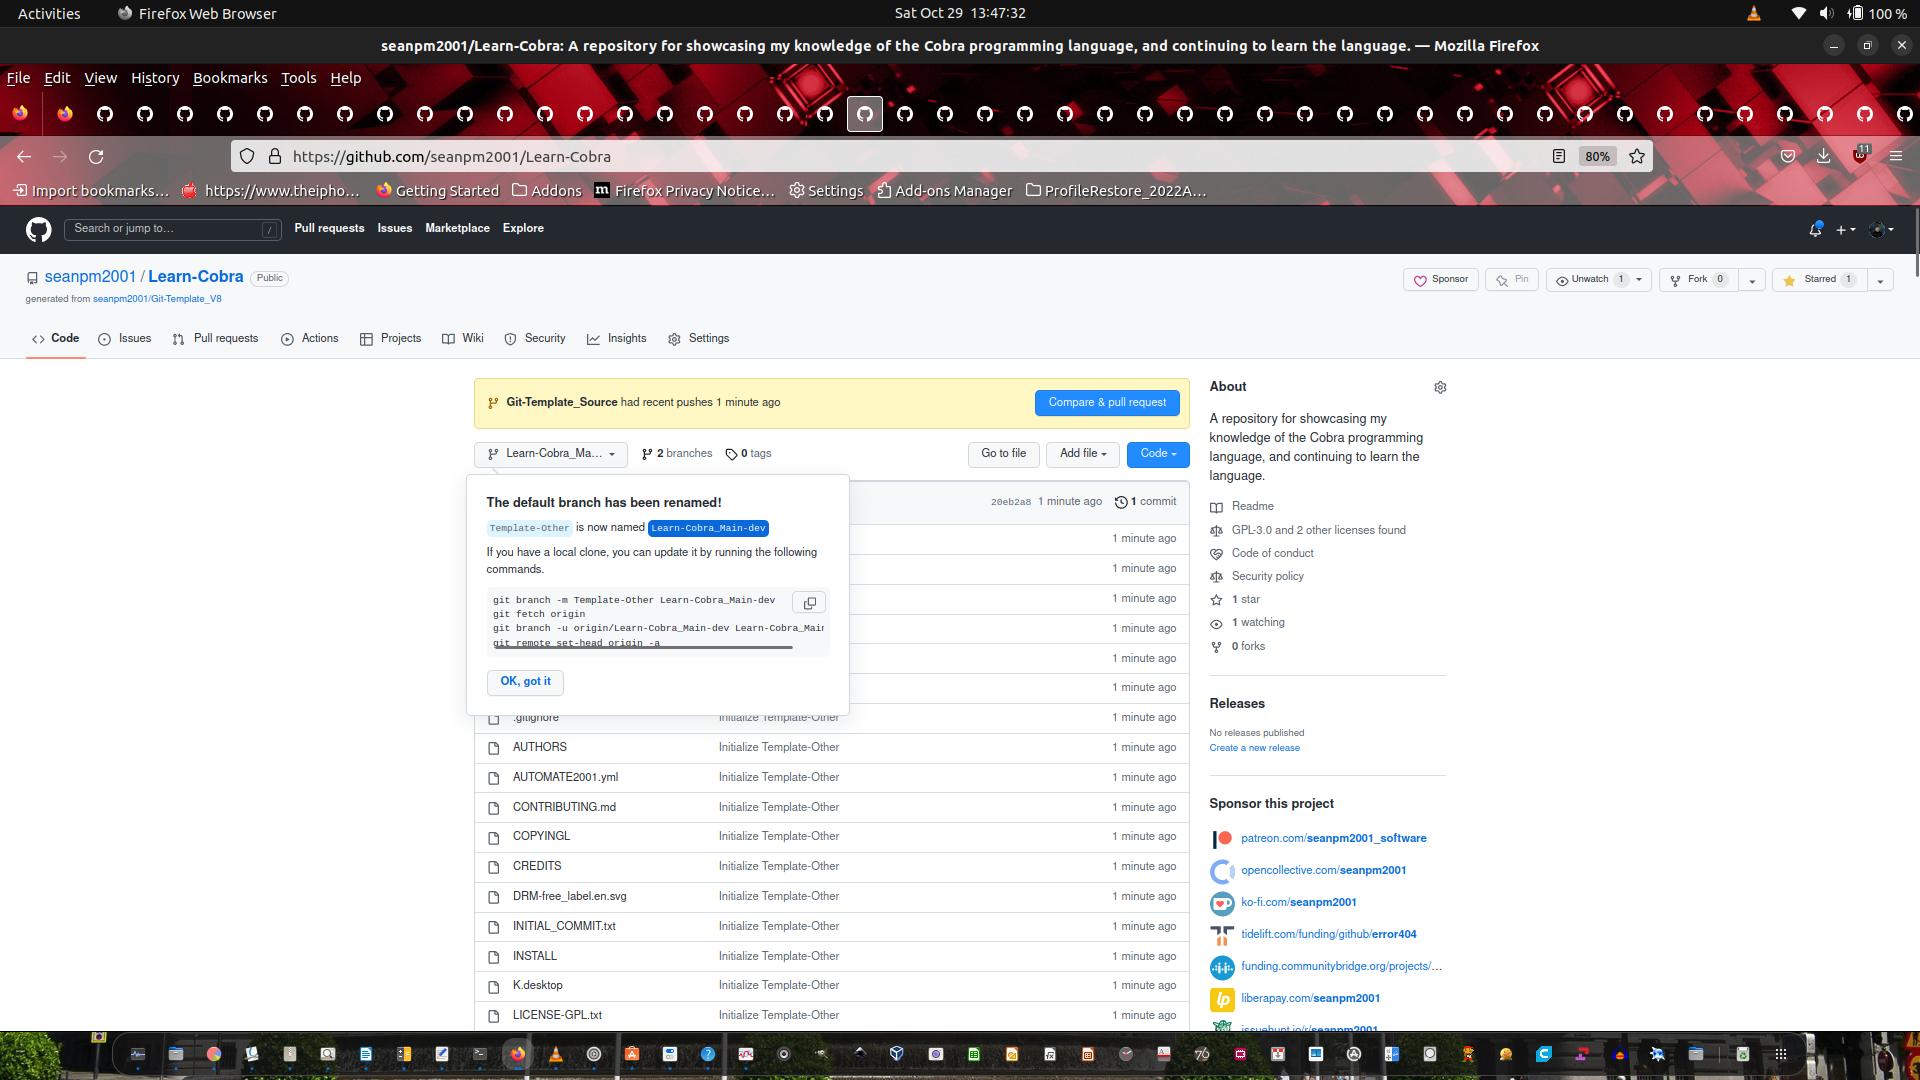 Activities
Firefox Web Browser
Sat Oct 29 13:47:32
100 %
seanpm2001/Learn-Cobra: A repository for showcasing my knowledge of the Cobra programming language, and continuing to learn the language. — Mozilla Firefox
File Edit View History Bookmarks Tools Help
https://github.com/seanpm2001/Learn-Cobra
80%
11
Import bookmarks...
https://www.theipho...
Getting Started
Addons
Firefox Privacy Notice...
Settings
Add-ons Manager
ProfileRestore_2022A...
Search or jump to...
/
Pull requests Issues Marketplace Explore
seanpm2001 / Learn-Cobra Public
Sponsor
Pin
Unwatch 1
Fork 0
Starred 1
generated from seanpm2001/Git-Template_V8
Code Issues Pull requests Actions Projects Wiki Security Insights Settings
Git-Template_Source had recent pushes 1 minute ago
Compare & pull request
Learn-Cobra_Ma...
2 branches
0 tags
Go to file
Add file
Code
The default branch has been renamed!
Template-Other is now named Learn-Cobra_Main-dev
If you have a local clone, you can update it by running the following
commands.
git branch -m Template-Other Learn-Cobra_Main-dev
git fetch origin
git branch -u origin/Learn-Cobra_Main-dev Learn-Cobra_Main
git remote set-head origin -a
OK, got it
20eb2a8 1 minute ago 1 commit
1 minute ago
1 minute ago
1 minute ago
1 minute ago
1 minute ago
1 minute ago
.gitignore Initialize Template-Other 1 minute ago
AUTHORS Initialize Template-Other 1 minute ago
AUTOMATE2001.yml Initialize Template-Other 1 minute ago
CONTRIBUTING.md Initialize Template-Other 1 minute ago
COPYINGL Initialize Template-Other 1 minute ago
CREDITS Initialize Template-Other 1 minute ago
DRM-free_label.en.svg Initialize Template-Other 1 minute ago
INITIAL_COMMIT.txt Initialize Template-Other 1 minute ago
INSTALL Initialize Template-Other 1 minute ago
K.desktop Initialize Template-Other 1 minute ago
LICENSE-GPL.txt Initialize Template-Other 1 minute ago
About
A repository for showcasing my
knowledge of the Cobra programming
language, and continuing to learn the
language.
Readme
GPL-3.0 and 2 other licenses found
Code of conduct
Security policy
1 star
1 watching
0 forks
Releases
No releases published
Create a new release
Sponsor this project
patreon.com/seanpm2001_software
opencollective.com/seanpm2001
ko-fi.com/seanpm2001
tidelift.com/funding/github/error404
funding.communitybridge.org/projects/...
liberapay.com/seanpm2001
issuehunt.io/r/seanpm2001